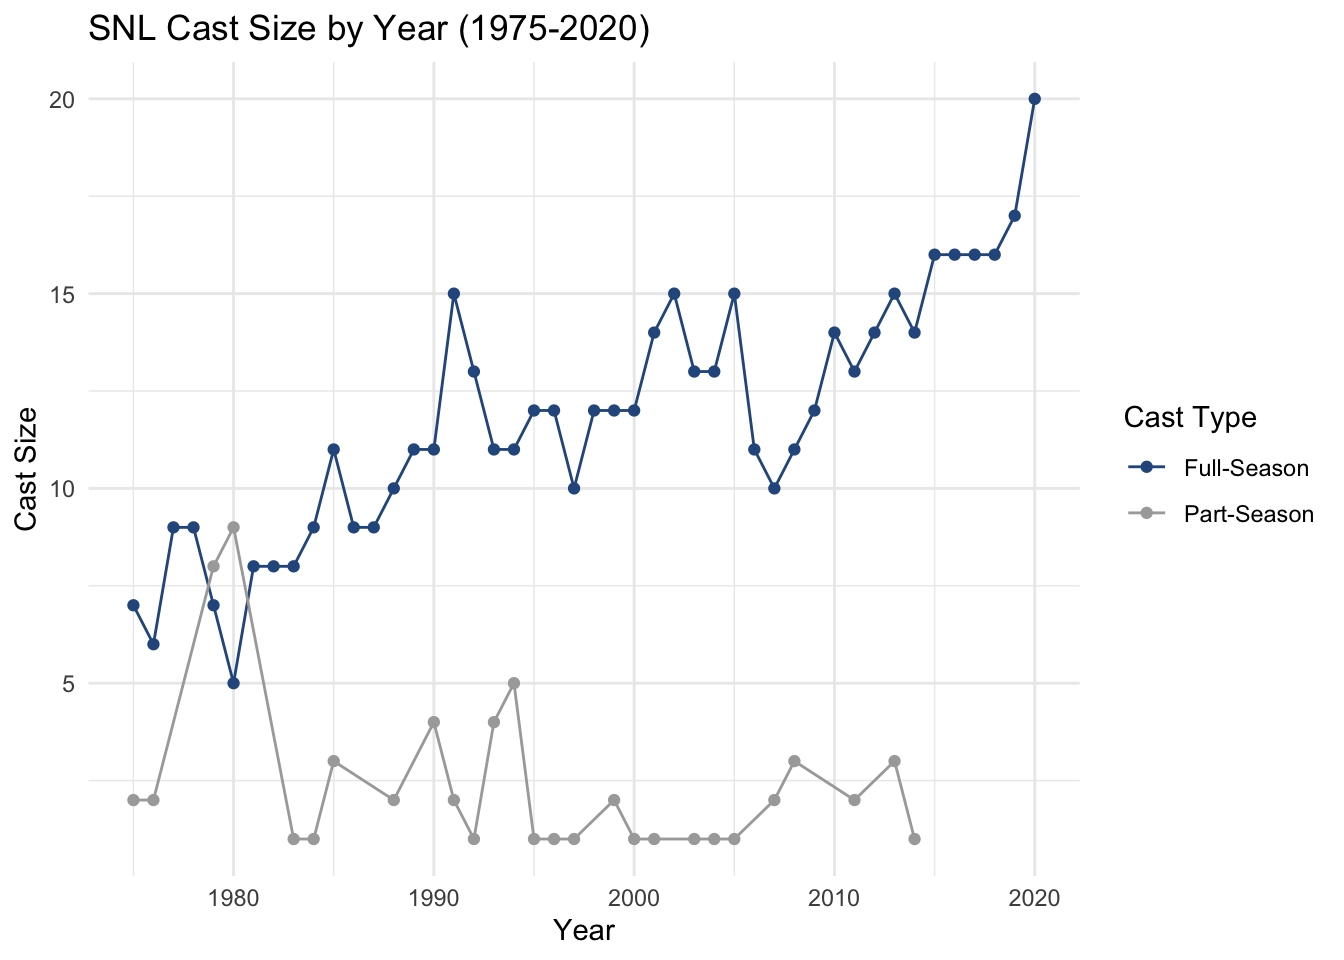 SNL Cast Size by Year (1975-2020)
20
15
10
5
Cast Size
1980
1990
2000
2010
2020
Year
Cast Type
Full-Season
Part-Season